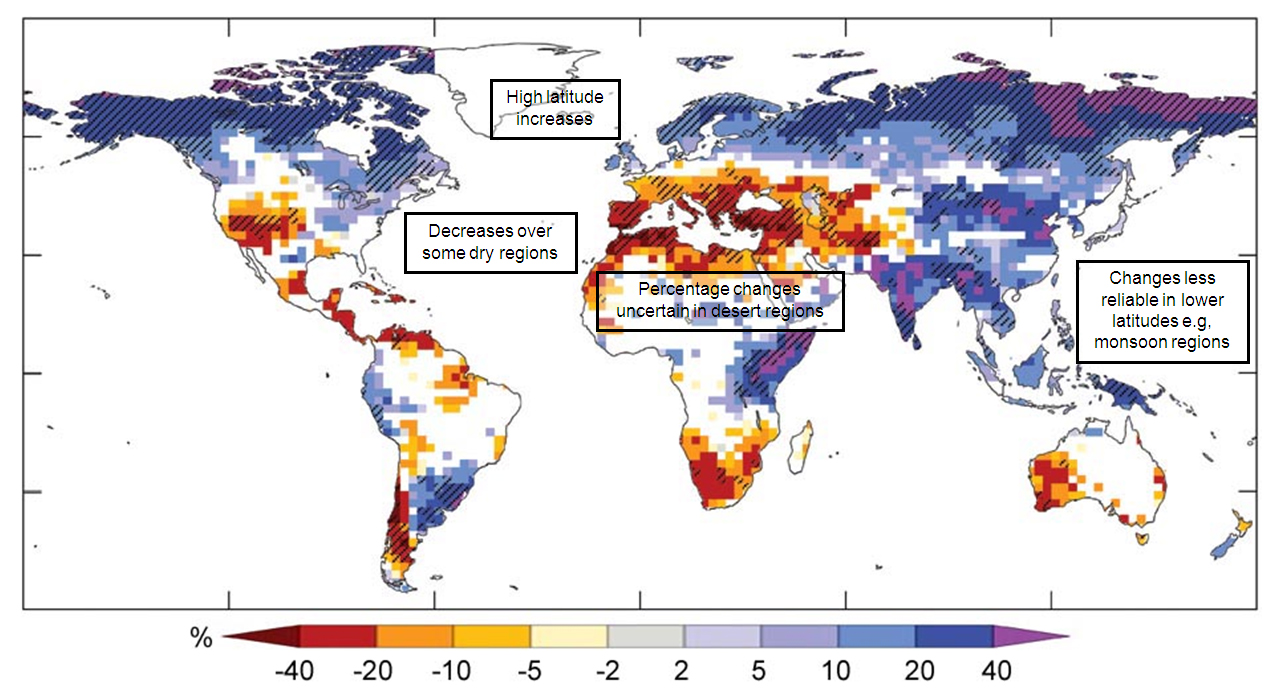 High latitude
increases
Decreases over
some dry regions
Percentage changes
uncertain in desert regions
Changes less
reliable in lower
latitudes e.g,
monsoon regions
%
-40 -20 -10 -5 -2 2 5 10 20 40